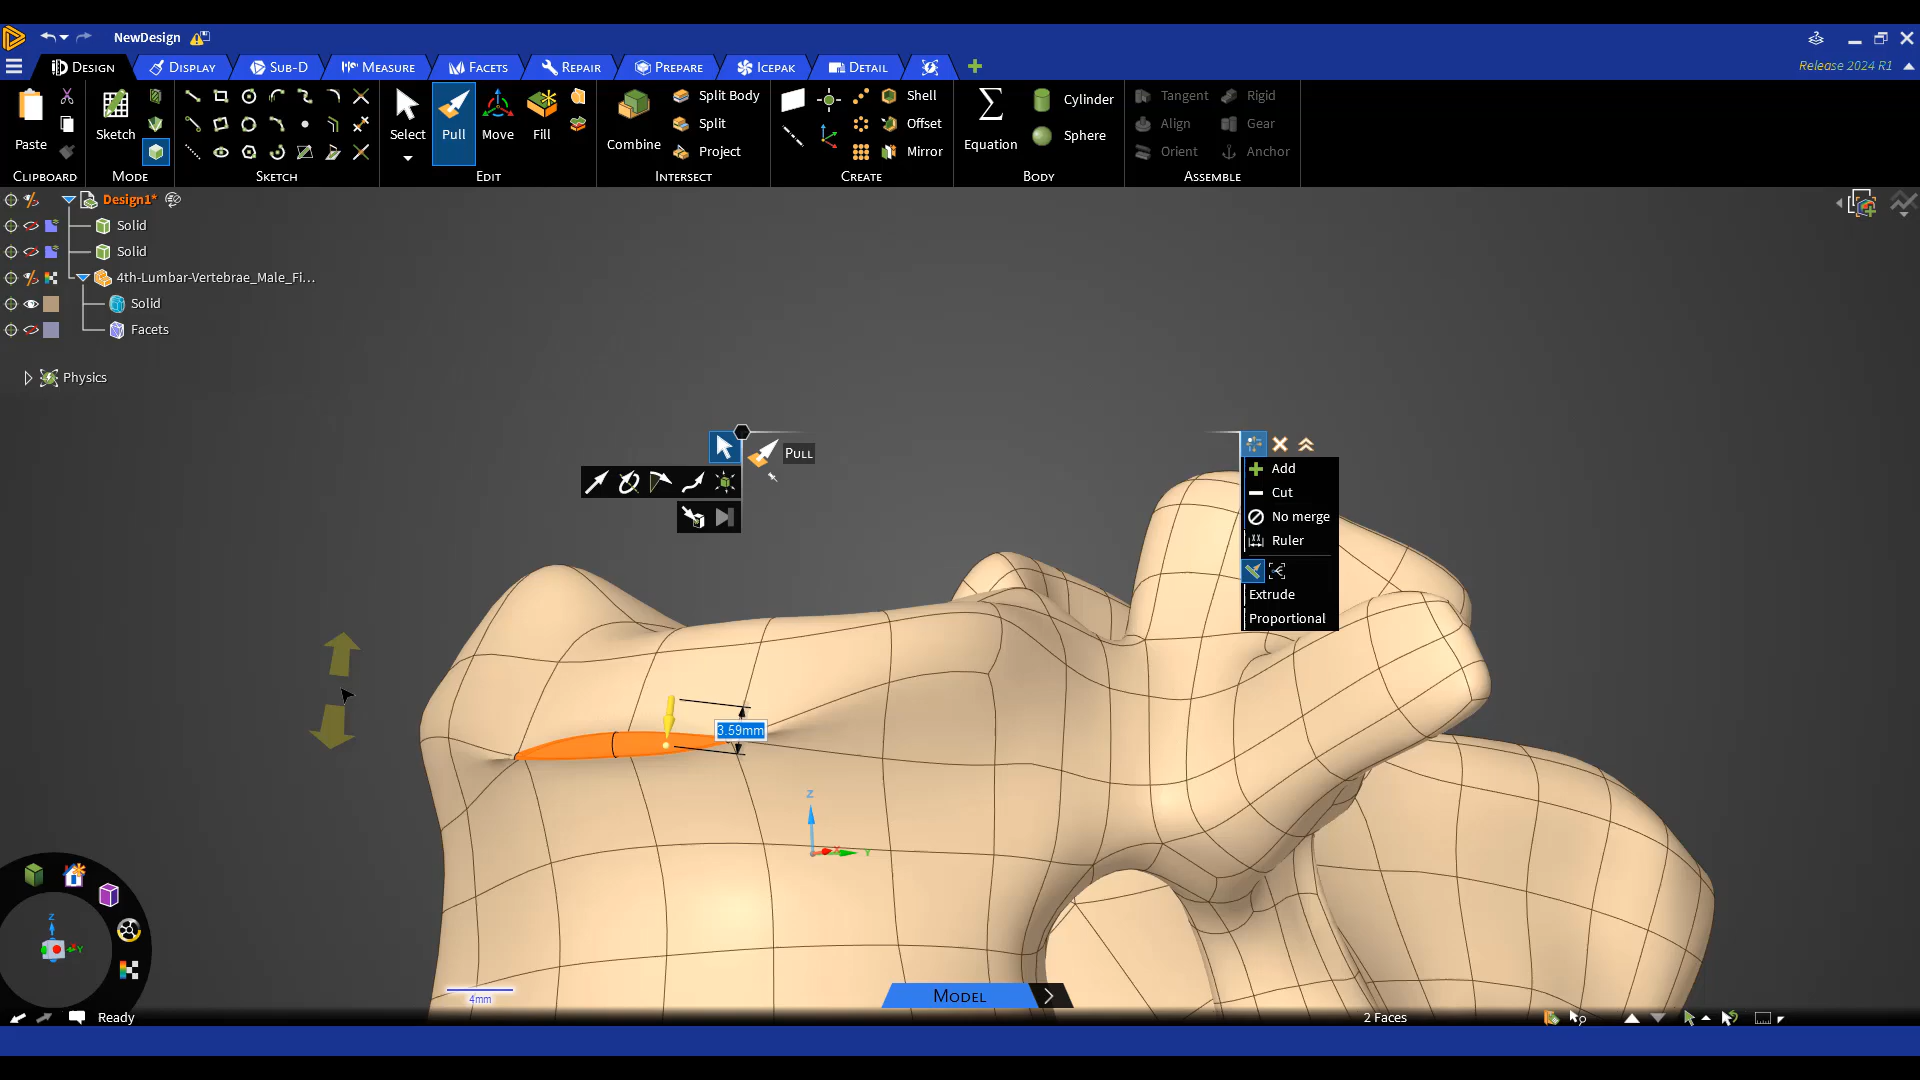 NewDesign
Design
Display
Sub-D
Measure
Facets
Repair
Prepare
Icepak
Detail
Release 2024 R1
Paste
Clipboard
Sketch
Mode
Sketch
Select
Pull
Move
Fill
Edit
Combine
Split Body
Split
Project
Intersect
Shell
Offset
Mirror
Create
Equation
Cylinder
Sphere
Body
Tangent
Rigid
Align
Gear
Orient
Anchor
Assemble
Design1*
Solid
Solid
4th-Lumbar-Vertebrae_Male_Fi...
Solid
Facets
Physics
Pull
Add
Cut
No merge
Ruler
Extrude
Proportional
3.59mm
Z
Y
Z
Y
4mm
Model
Ready
2 Faces